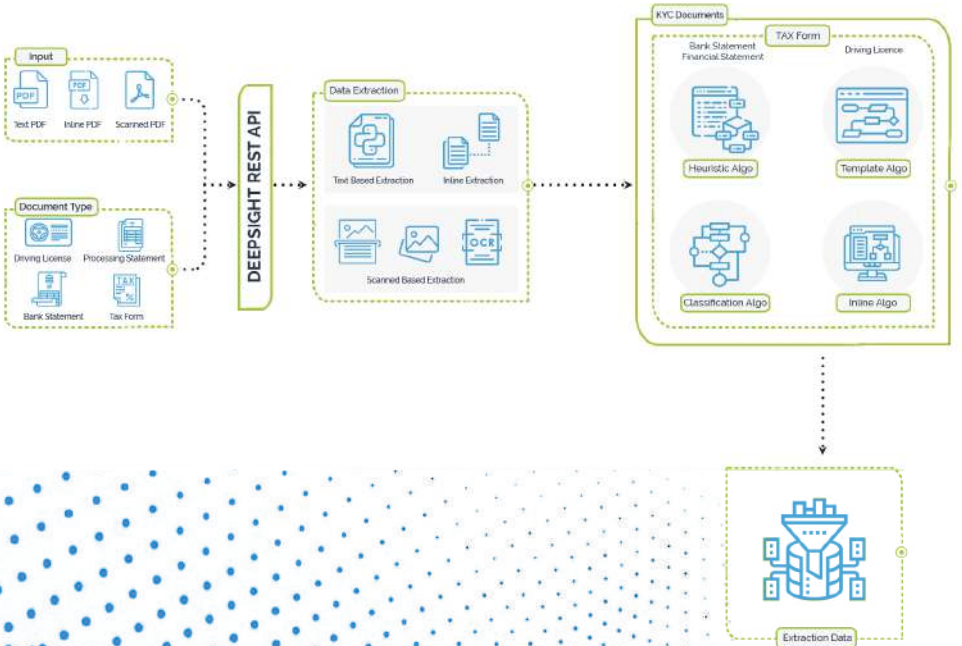 Input
PDF
PDF
Text PDF
Inline PDF
Scanned PDF
Document Type
Driving License
Processing Statement
TAX
%
Bank Statement
Tax Form
DEEPSIGHT REST API
Data Extraction
Text Based Extraction
Inline Extraction
OCR
Scanned Based Extraction
KYC Documents
TAX Form
Bank Statement
Financial Statement
Driving Licence
Heuristic Algo
Template Algo
Classification Algo
Inline Algo
Extraction Data